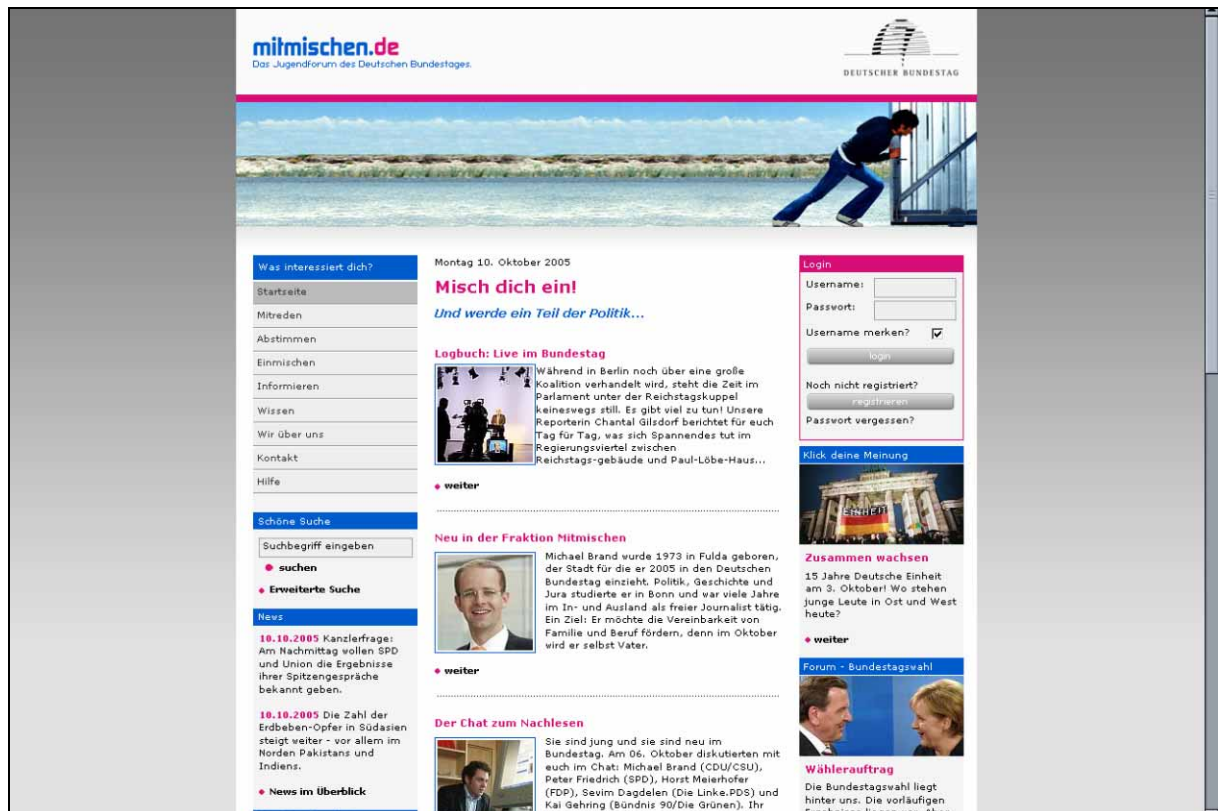 mitmischen.de
Das Jugendforum des Deutschen Bundestages.
DEUTSCHER BUNDESTAG
Was interessiert dich?
Startseite
Mitreden
Abstimmen
Einmischen
Informieren
Wissen
Wir über uns
Kontakt
Hilfe
Schöne Suche
Suchbegriff eingeben
suchen
Erweiterte Suche
News
10.10.2005 Kanzlerfrage:
Am Nachmittag wollen SPD
und Union die Ergebnisse
ihrer Spitzengespräche
bekannt geben.
10.10.2005 Die Zahl der
Erdbeben-Opfer in Südasien
steigt weiter - vor allem im
Norden Pakistans und
Indiens.
News im Überblick
Montag 10. Oktober 2005
Misch dich ein!
Und werde ein Teil der Politik...
Logbuch: Live im Bundestag
Während in Berlin noch über eine große
Koalition verhandelt wird, steht die Zeit im
Parlament unter der Reichstagskuppel
keineswegs still. Es gibt viel zu tun! Unsere
Reporterin Chantal Gilsdorf berichtet für euch
Tag für Tag, was sich Spannendes tut im
Regierungsviertel zwischen
Reichstags-gebäude und Paul-Löbe-Haus...
weiter
Neu in der Fraktion Mitmischen
Michael Brand wurde 1973 in Fulda geboren,
der Stadt für die er 2005 in den Deutschen
Bundestag einzieht. Politik, Geschichte und
Jura studierte er in Bonn und war viele Jahre
im In- und Ausland als freier Journalist tätig.
Ein Ziel: Er möchte die Vereinbarkeit von
Familie und Beruf fördern, denn im Oktober
wird er selbst Vater.
weiter
Der Chat zum Nachlesen
Sie sind jung und sie sind neu im
Bundestag. Am 06. Oktober diskutierten mit
euch im Chat: Michael Brand (CDU/CSU),
Peter Friedrich (SPD), Horst Meierhofer
(FDP), Sevim Dagdelen (Die Linke.PDS) und
Kai Gehring (Bündnis 90/Die Grünen). Ihr
Login
Username:
Passwort:
Username merken?
login
Noch nicht registriert?
registrieren
Passwort vergessen?
Klick deine Meinung
EINHEIT
Zusammen wachsen
15 Jahre Deutsche Einheit
am 3. Oktober! Wo stehen
junge Leute in Ost und West
heute?
weiter
Forum - Bundestagswahl
Wählerauftrag
Die Bundestagswahl liegt
hinter uns. Die vorläufigen